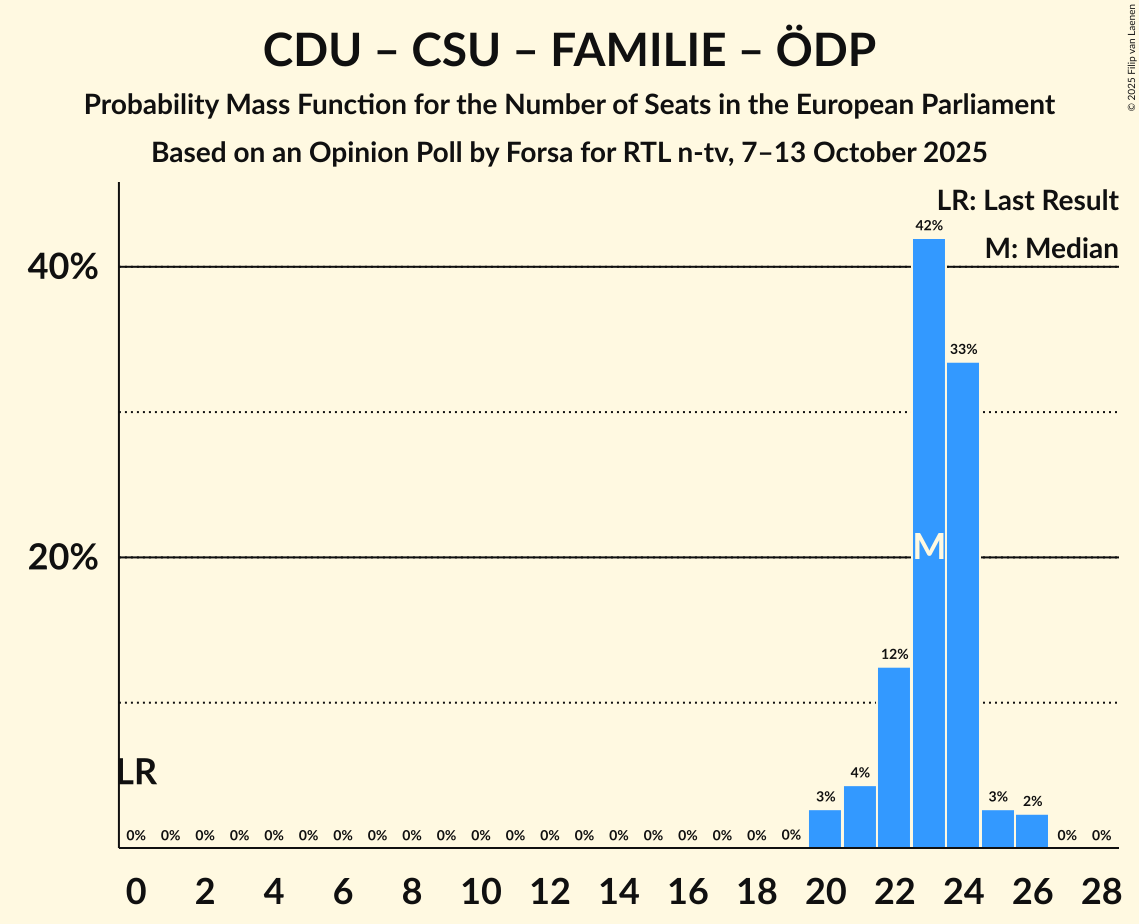 CDU – CSU – FAMILIE – ÖDP
Probability Mass Function for the Number of Seats in the European Parliament
Based on an Opinion Poll by Forsa for RTL n-tv, 7–13 October 2025
© 2025 Filip van Laenen
LR: Last Result
M: Median
42%
40%
33%
20%
M
12%
LR
4%
3% 3% 2%
0% 0% 0% 0% 0% 0% 0% 0% 0% 0% 0% 0% 0% 0% 0% 0% 0% 0% 0% 0% 0% 0%
0 2 4 6 8 10 12 14 16 18 20 22 24 26 28